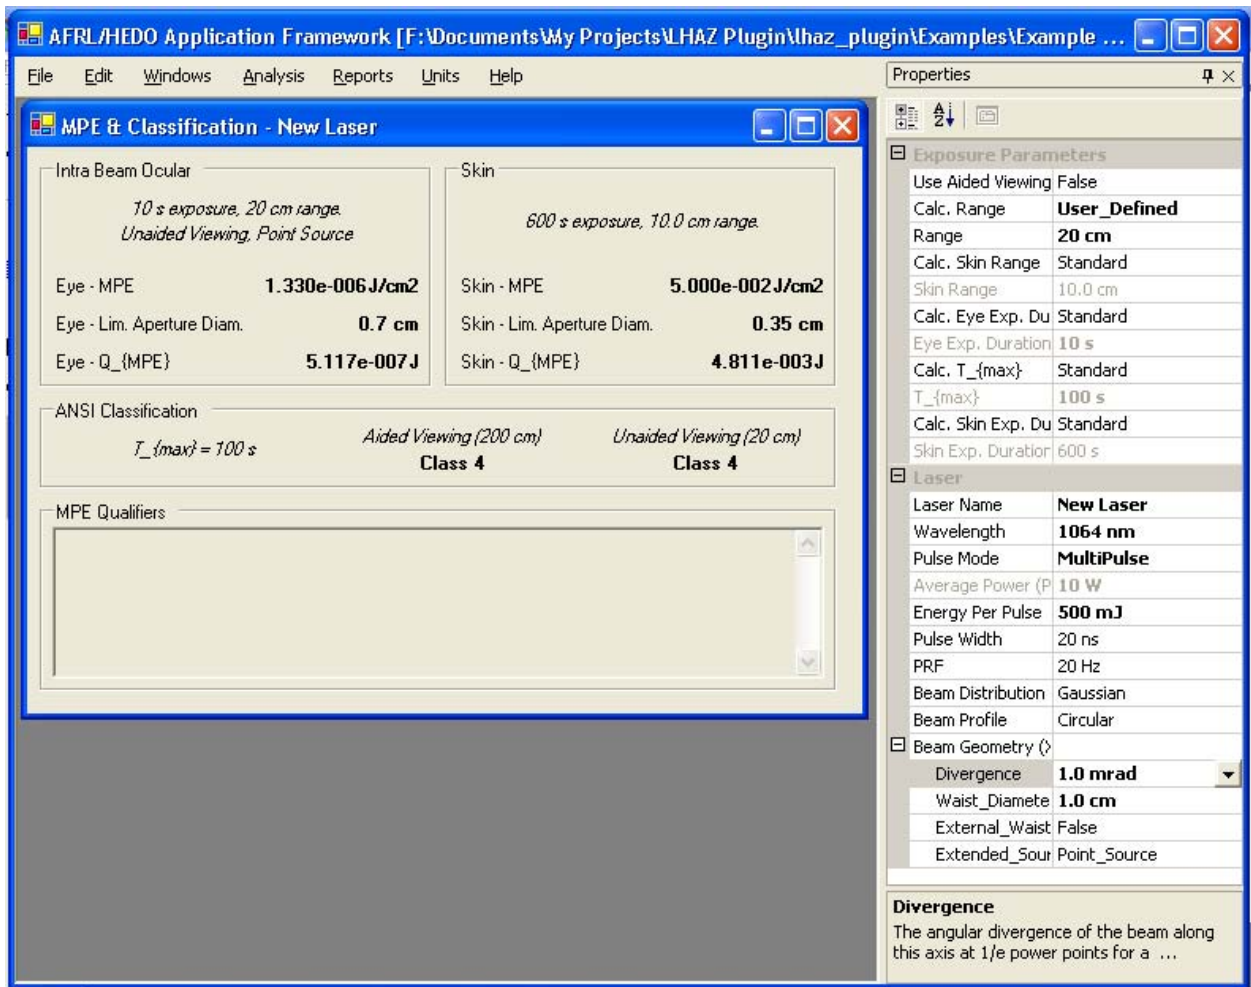 AFRL/HEDO Application Framework [F:\Documents\My Projects\LHAZ Plugin\lhaz_plugin\Examples\Example ...
File Edit Windows Analysis Reports Units Help
MPE & Classification - New Laser
Intra Beam Ocular
10 s exposure, 20 cm range.
Unaided Viewing, Point Source
Eye - MPE 1.330e-006 J/cm2
Eye - Lim. Aperture Diam. 0.7 cm
Eye - Q_{MPE} 5.117e-007 J
Skin
600 s exposure, 10.0 cm range.
Skin - MPE 5.000e-002 J/cm2
Skin - Lim. Aperture Diam. 0.35 cm
Skin - Q_{MPE} 4.811e-003 J
ANSI Classification
T_{max} = 100 s
Aided Viewing (200 cm)
Class 4
Unaided Viewing (20 cm)
Class 4
MPE Qualifiers
Properties
Exposure Parameters
Use Aided Viewing False
Calc. Range User_Defined
Range 20 cm
Calc. Skin Range Standard
Skin Range 10.0 cm
Calc. Eye Exp. Du Standard
Eye Exp. Duration 10 s
Calc. T_{max} Standard
T_{max} 100 s
Calc. Skin Exp. Du Standard
Skin Exp. Duration 600 s
Laser
Laser Name New Laser
Wavelength 1064 nm
Pulse Mode MultiPulse
Average Power (P 10 W
Energy Per Pulse 500 mJ
Pulse Width 20 ns
PRF 20 Hz
Beam Distribution Gaussian
Beam Profile Circular
Beam Geometry (X
Divergence 1.0 mrad
Waist_Diamete 1.0 cm
External_Waist False
Extended_Sour Point_Source
Divergence
The angular divergence of the beam along
this axis at 1/e power points for a ...